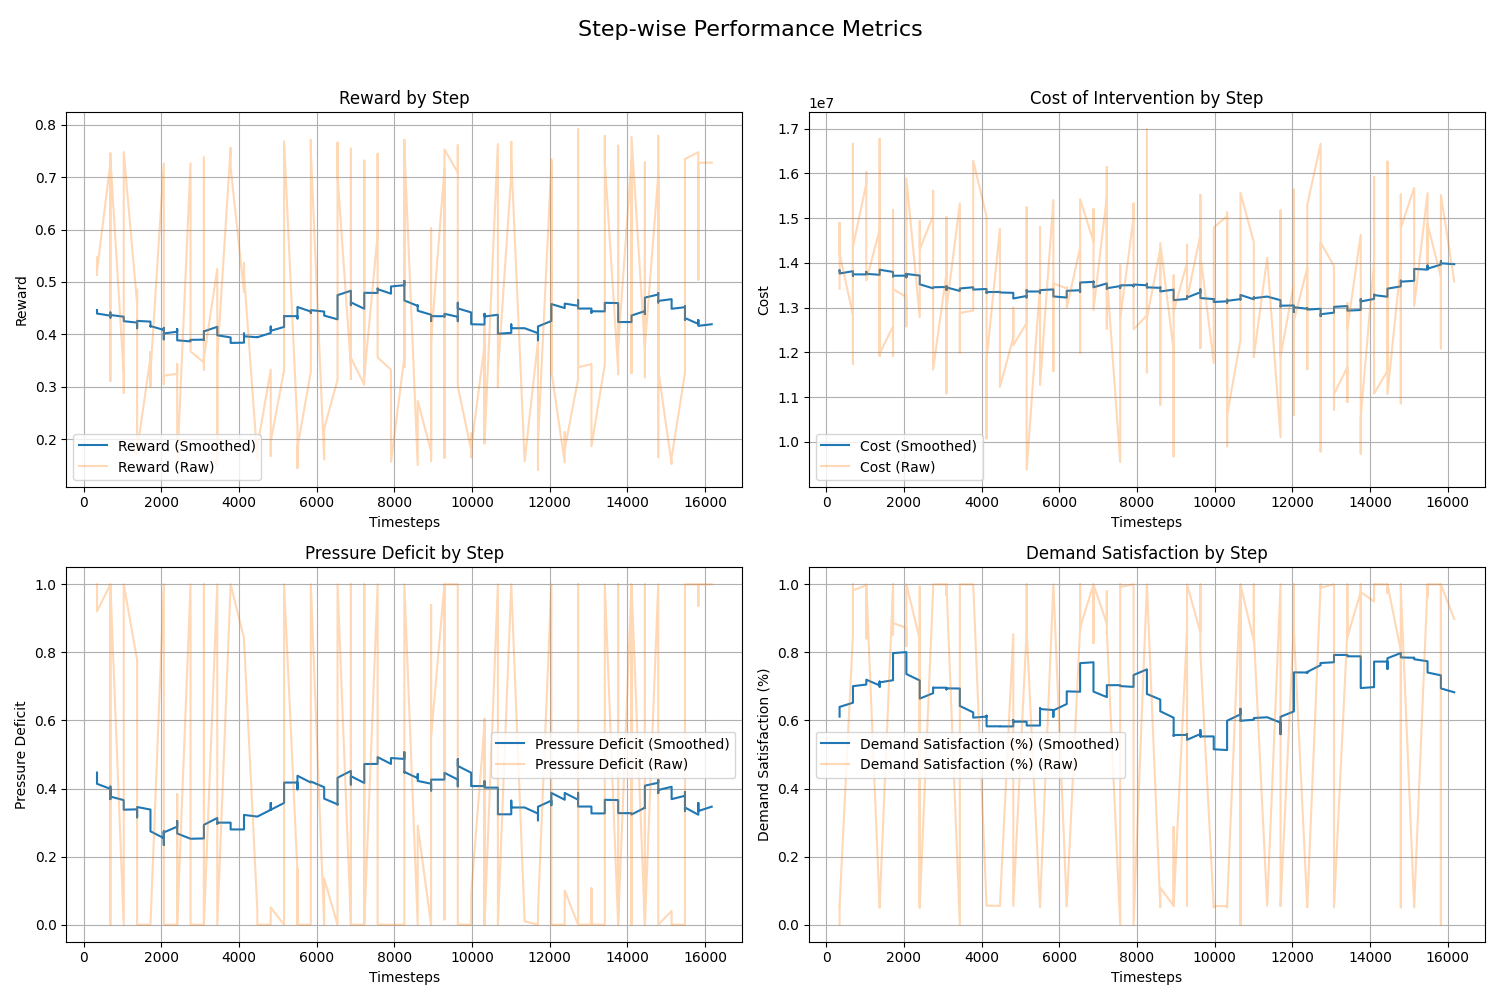 Step-wise Performance Metrics
Reward by Step
Reward
0.8
0.7
0.6
0.5
0.4
0.3
0.2
Reward (Smoothed)
Reward (Raw)
0 2000 4000 6000 8000 10000 12000 14000 16000
Timesteps
Cost of Intervention by Step
1e7
Cost
1.7
1.6
1.5
1.4
1.3
1.2
1.1
1.0
Cost (Smoothed)
Cost (Raw)
0 2000 4000 6000 8000 10000 12000 14000 16000
Timesteps
Pressure Deficit by Step
Pressure Deficit
1.0
0.8
0.6
0.4
0.2
0.0
Pressure Deficit (Smoothed)
Pressure Deficit (Raw)
0 2000 4000 6000 8000 10000 12000 14000 16000
Timesteps
Demand Satisfaction by Step
Demand Satisfaction (%)
1.0
0.8
0.6
0.4
0.2
0.0
Demand Satisfaction (%) (Smoothed)
Demand Satisfaction (%) (Raw)
0 2000 4000 6000 8000 10000 12000 14000 16000
Timesteps